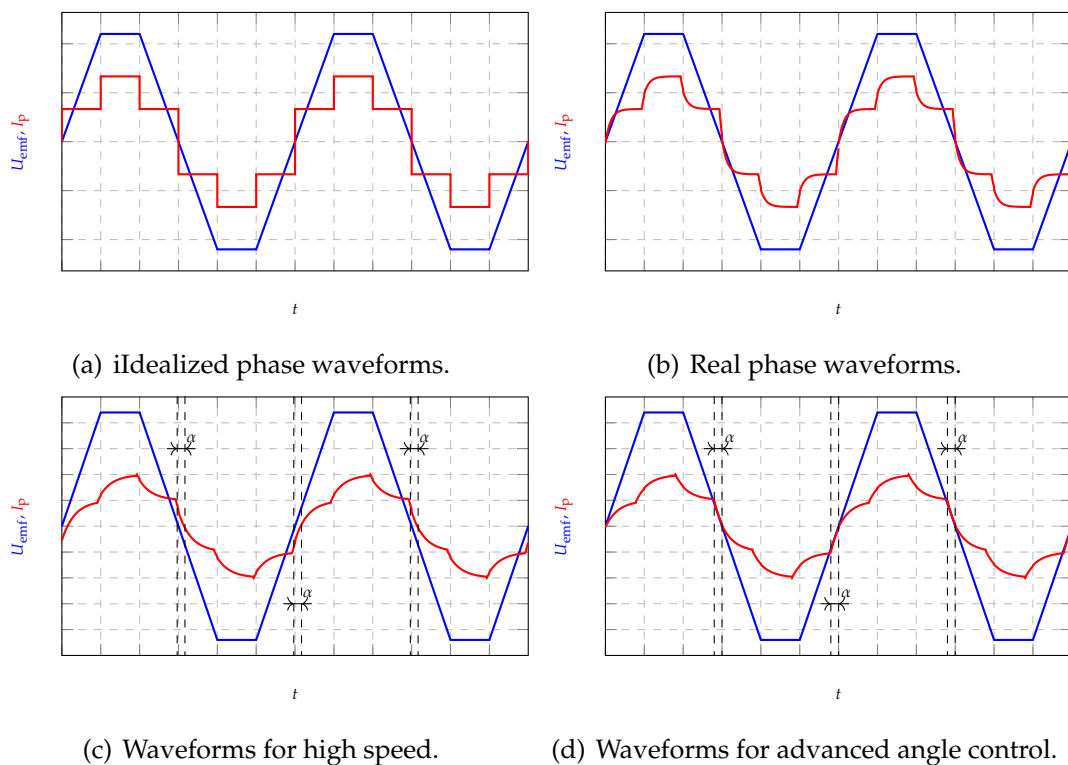 U_emf, I_p
t
U_emf, I_p
t
(a) iIdealized phase waveforms.
(b) Real phase waveforms.
U_emf, I_p
α
α
α
t
U_emf, I_p
α
α
α
t
(c) Waveforms for high speed.
(d) Waveforms for advanced angle control.